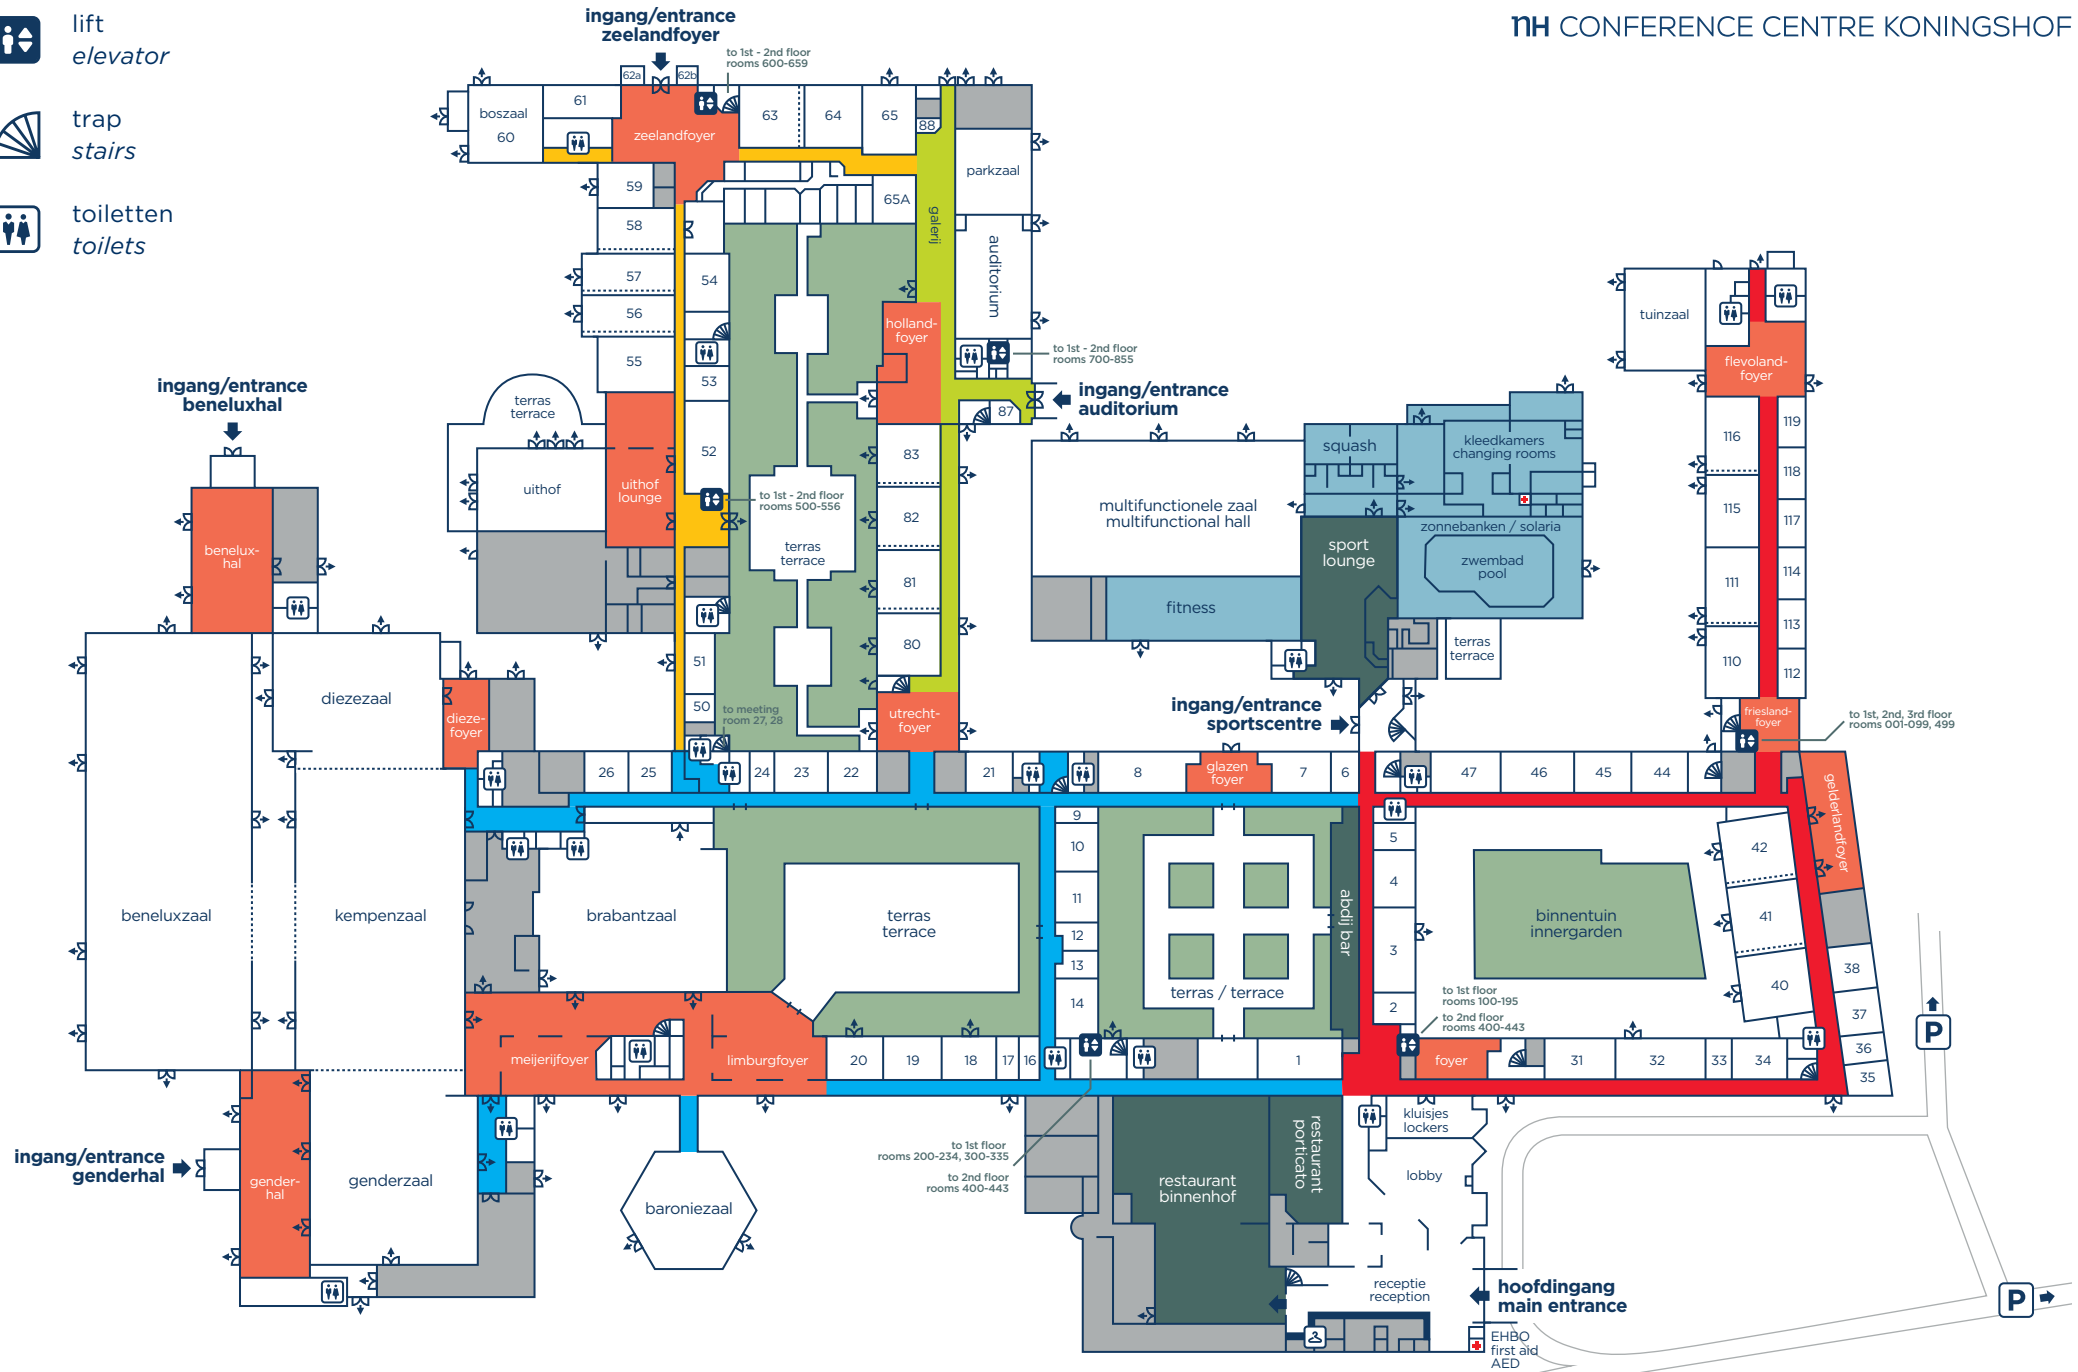 lift
elevator
trap
stairs
toiletten
toilets
nH CONFERENCE CENTRE KONINGSHOF
ingang/entrance
zeelandfoyer
to 1st - 2nd floor
rooms 600-659
62a
62b
boszaal
60
61
zeelandfoyer
63
64
65
88
parkzaal
59
58
57
56
55
54
53
52
51
50
65A
galerij
auditorium
holland-
foyer
to 1st - 2nd floor
rooms 700-855
ingang/entrance
auditorium
87
ingang/entrance
beneluxhal
terras
terrace
uithof
uithof
lounge
to 1st - 2nd floor
rooms 500-556
terras
terrace
83
82
81
80
utrecht-
foyer
to meeting
room 27, 28
multifunctionele zaal
multifunctional hall
squash
kleedkamers
changing rooms
zonnebanken / solaria
zwembad
pool
sport
lounge
fitness
terras
terrace
ingang/entrance
sportscentre
tuinzaal
flevoland-
foyer
116
119
118
115
117
111
114
113
110
112
friesland-
foyer
to 1st, 2nd, 3rd floor
rooms 001-099, 499
benelux-
hal
diezezaal
dieze-
foyer
beneluxzaal
kempenzaal
26
25
24
23
22
21
8
glazen
foyer
7
6
47
46
45
44
gelderlandfoyer
brabantzaal
terras
terrace
9
10
11
12
13
14
terras / terrace
abdij bar
5
4
3
2
binnentuin
innergarden
42
41
40
38
37
36
35
to 1st floor
rooms 100-195
to 2nd floor
rooms 400-443
meijerijfoyer
limburgfoyer
20
19
18
17
16
1
foyer
31
32
33
34
P
ingang/entrance
genderhal
gender-
hal
genderzaal
baroniezaal
to 1st floor
rooms 200-234, 300-335
to 2nd floor
rooms 400-443
restaurant
binnenhof
restaurant
porticato
kluisjes
lockers
lobby
receptie
reception
hoofdingang
main entrance
P
EHBO
first aid
AED